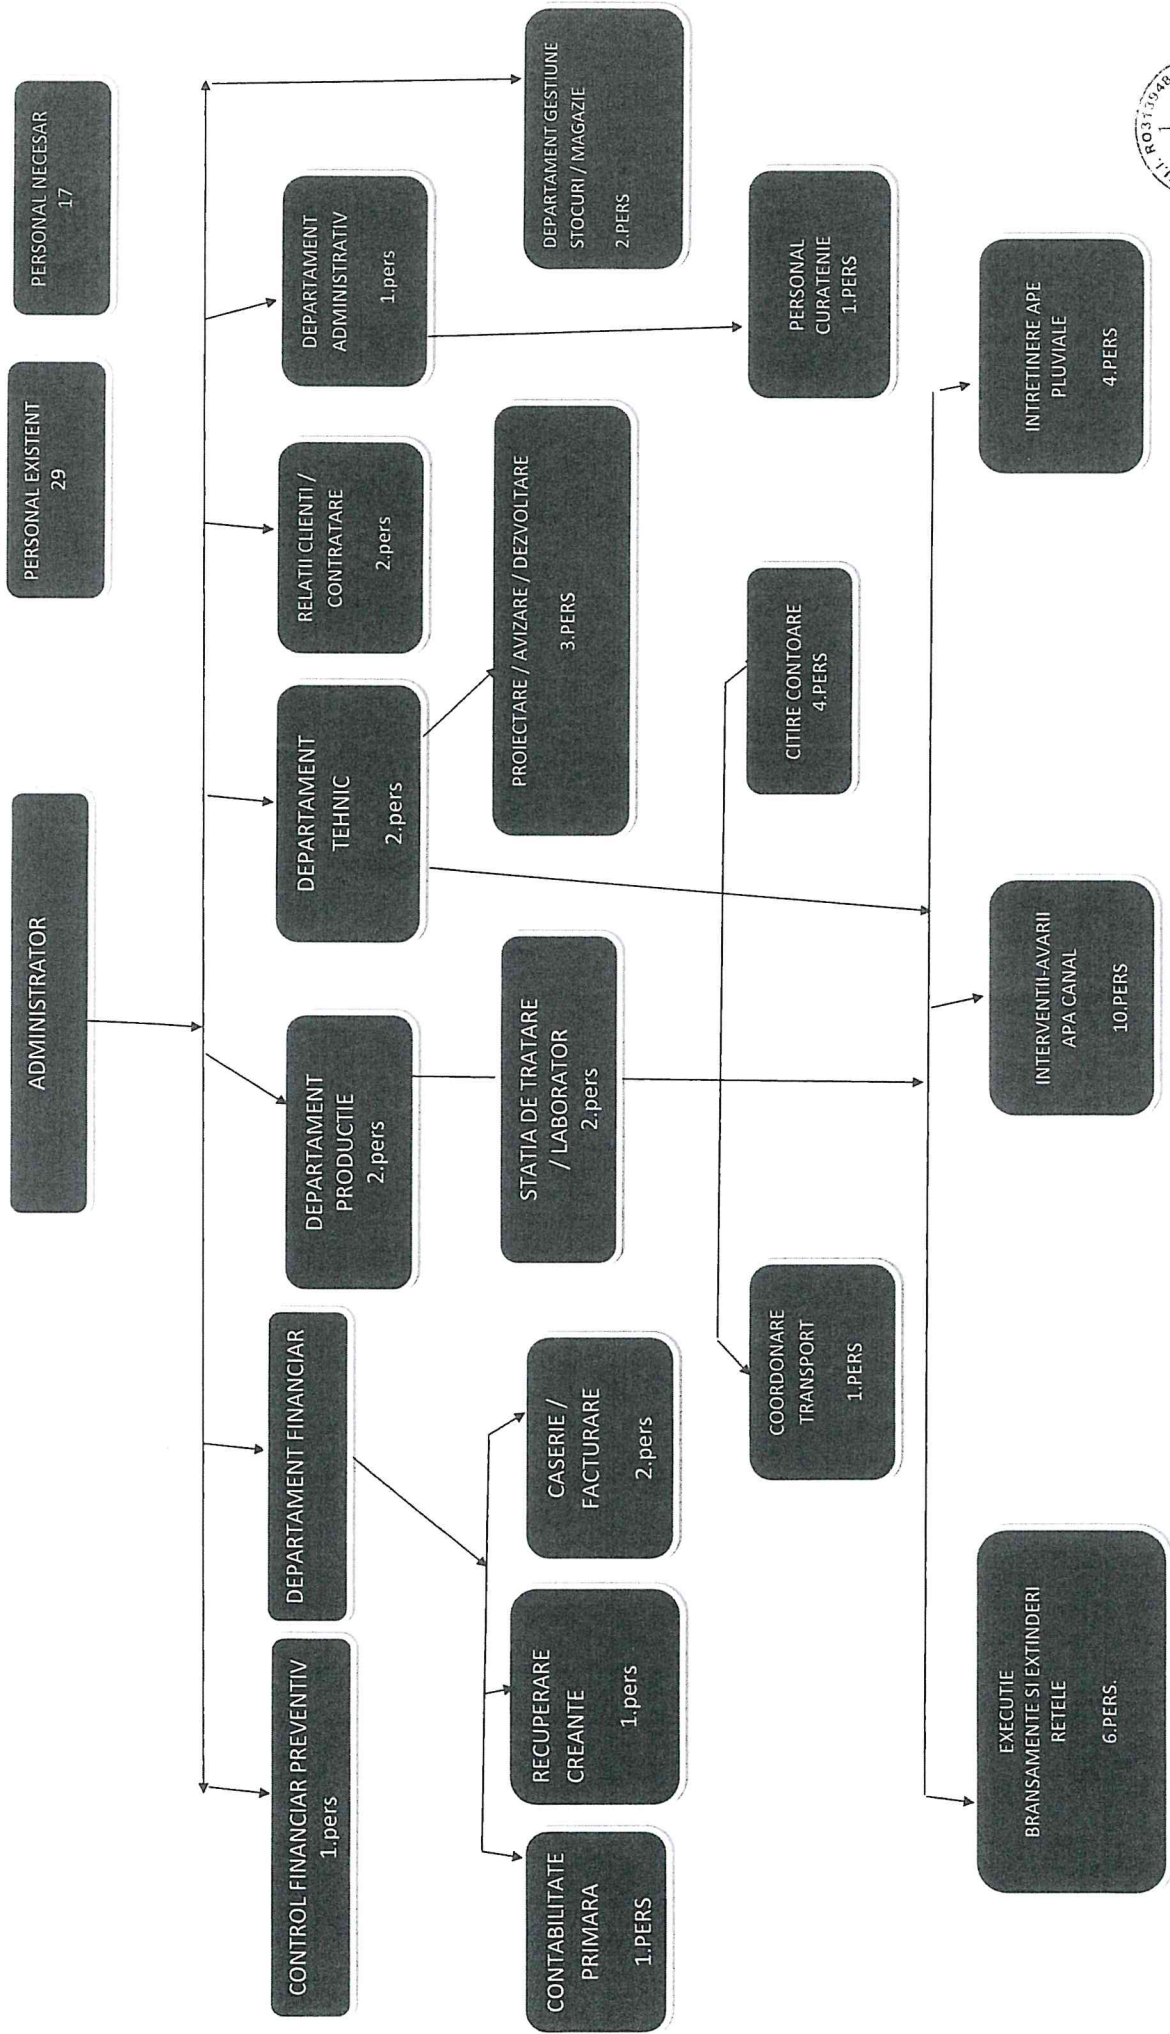 ADMINISTRATOR
PERSONAL EXISTENT
29
PERSONAL NECESAR
17
CONTROL FINANCIAR PREVENTIV
1.pers
DEPARTAMENT FINANCIAR
DEPARTAMENT
PRODUCTIE
2.pers
DEPARTAMENT
TEHNIC
2.pers
RELATII CLIENTI /
CONTRATARE
2.pers
DEPARTAMENT
ADMINISTRATIV
1.pers
CONTABILITATE
PRIMARA
1.PERS
RECUPERARE
CREANTE
1.pers
CASERIE /
FACTURARE
2.pers
STATIA DE TRATARE
/ LABORATOR
2.pers
PROIECTARE / AVIZARE / DEZVOLTARE
3.PERS
DEPARTAMENT GESTIUNE
STOCURI / MAGAZIE
2.PERS
COORDONARE
TRANSPORT
1.PERS
CITIRE CONTOARE
4.PERS
PERSONAL
CURATENIE
1.PERS
EXECUTIE
BRANSAMENTE SI EXTINDERI
RETELE
6.PERS.
INTERVENTII-AVARII
APA CANAL
10.PERS
INTRETINERE APE
PLUVIALE
4.PERS